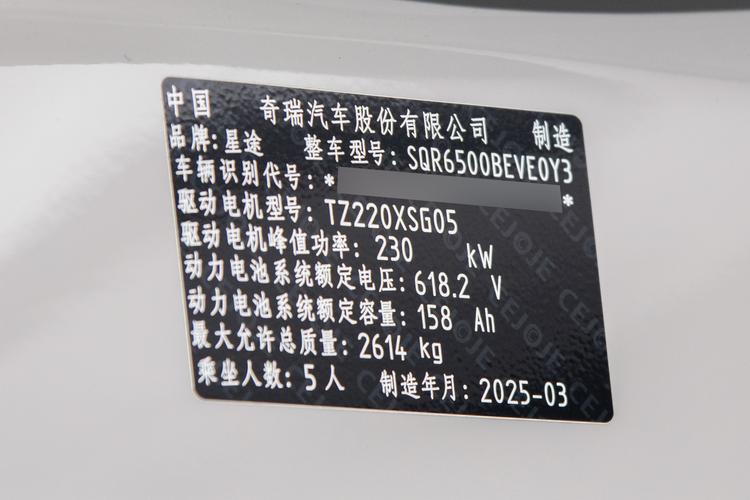 中国 奇瑞汽车股份有限公司 制造
品牌:星途 整车型号:SQR6500BEVE0Y3
车辆识别代号:* *
驱动电机型号:TZ220XSG05
驱动电机峰值功率:230 kW
动力电池系统额定电压:618.2 V
动力电池系统额定容量:158 Ah
最大允许总质量:2614 kg
乘坐人数:5人 制造年月:2025-03